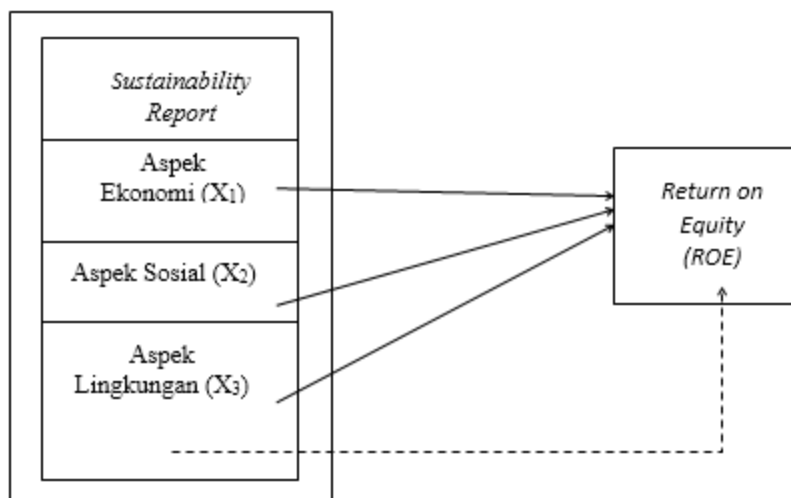 Sustainability
Report
Aspek
Ekonomi (X1)
Aspek Sosial (X2)
Aspek
Lingkungan (X3)
Return on
Equity
(ROE)